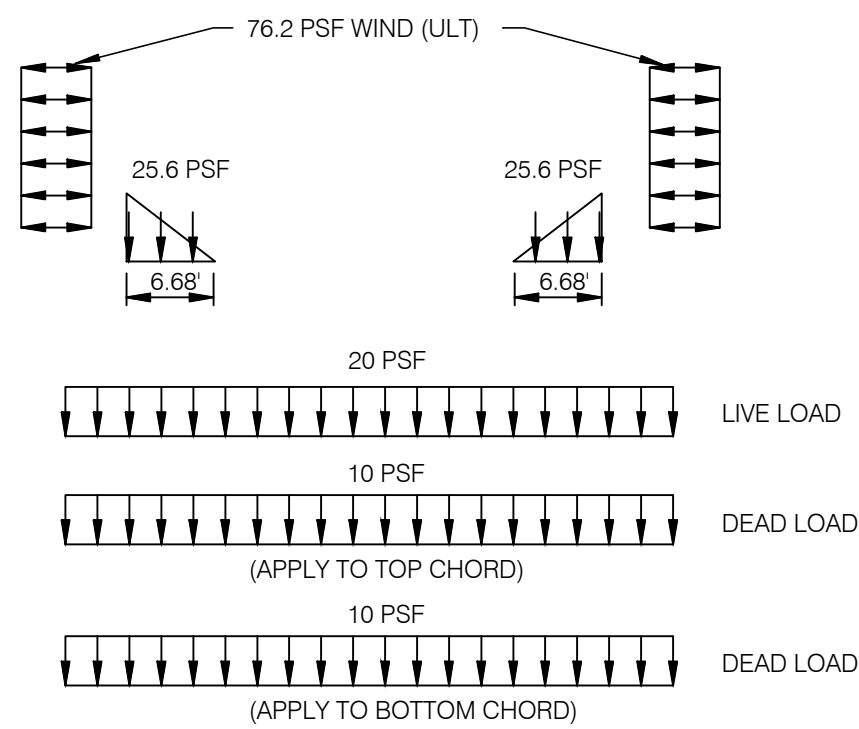 76.2 PSF WIND (ULT)
25.6 PSF
25.6 PSF
6.68'
6.68'
20 PSF
LIVE LOAD
10 PSF
DEAD LOAD
(APPLY TO TOP CHORD)
10 PSF
DEAD LOAD
(APPLY TO BOTTOM CHORD)